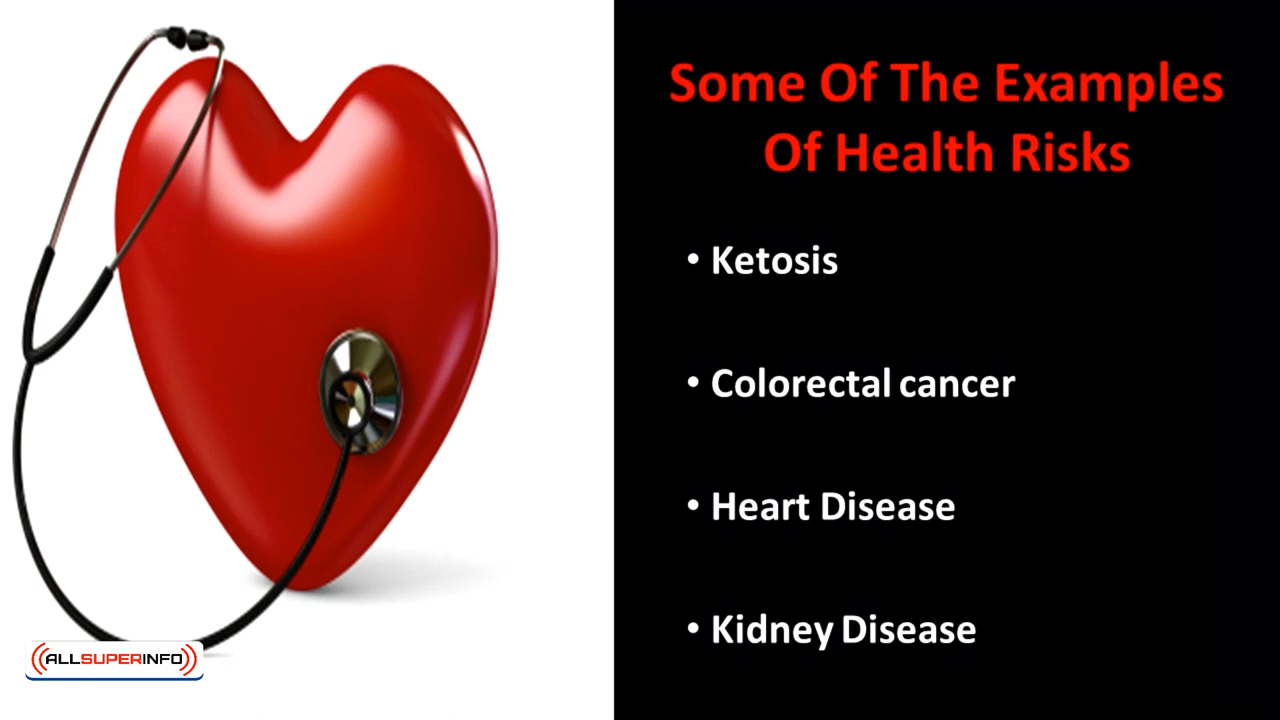 Some Of The Examples
Of Health Risks
• Ketosis
• Colorectal cancer
• Heart Disease
• Kidney Disease
ALLSUPERINFO